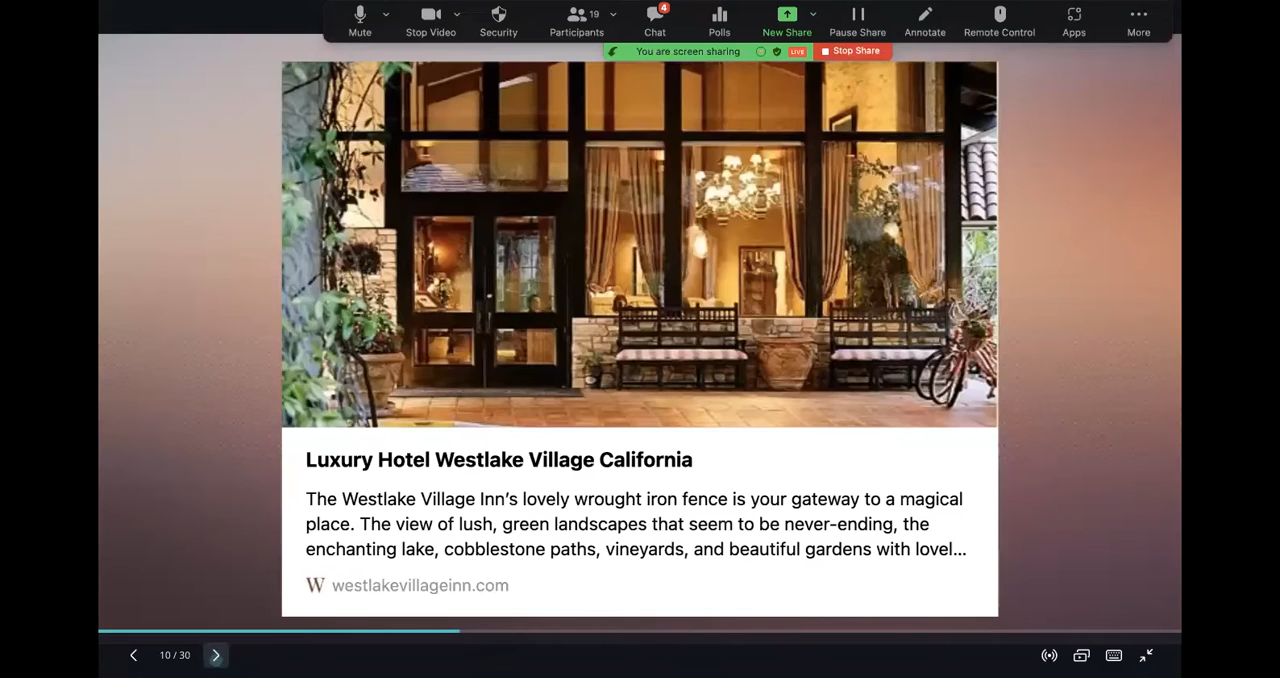 4
19
Mute
Stop Video
Security
Participants
Chat
Polls
New Share
Pause Share
Annotate
Remote Control
Apps
More
You are screen sharing
LIVE
Stop Share
Luxury Hotel Westlake Village California
The Westlake Village Inn’s lovely wrought iron fence is your gateway to a magical
place. The view of lush, green landscapes that seem to be never-ending, the
enchanting lake, cobblestone paths, vineyards, and beautiful gardens with lovel...
W westlakevillageinn.com
10 / 30